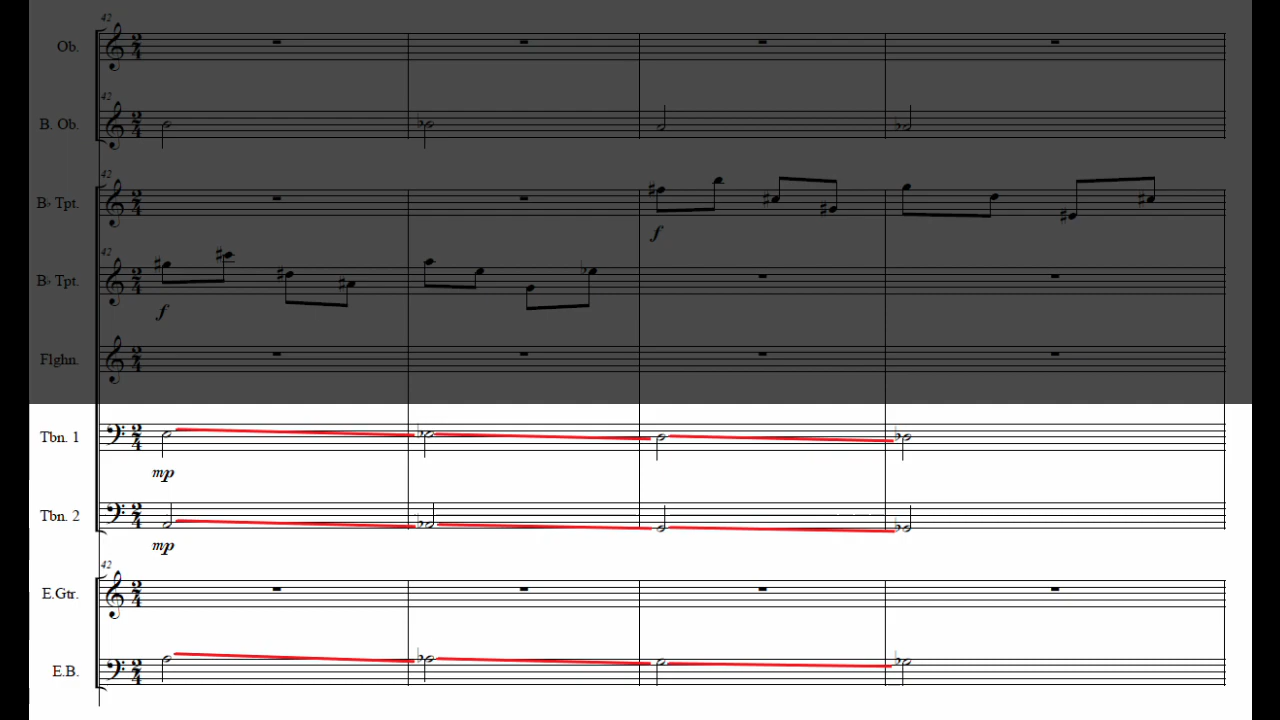 42
Ob.
42
B. Ob.
42
B♭ Tpt.
f
42
B♭ Tpt.
f
Flghn.
Tbn. 1
mp
Tbn. 2
mp
42
E.Gtr.
E.B.